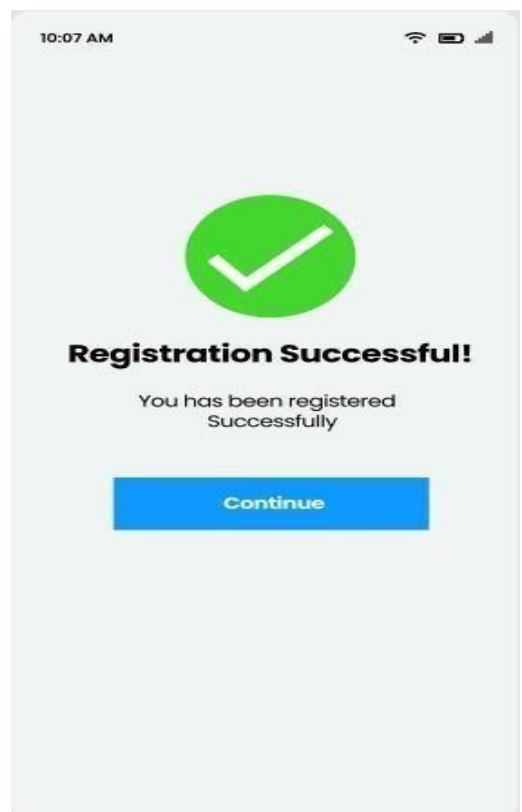 10:07 AM
Registration Successful!
You has been registered
Successfully
Continue